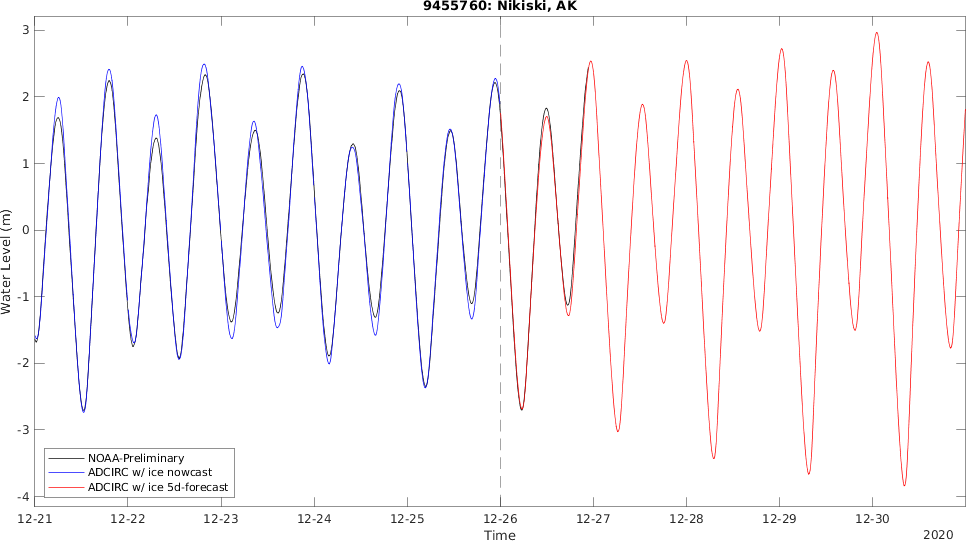 9455760: Nikiski, AK
Water Level (m)
3
2
1
0
-1
-2
-3
-4
NOAA-Preliminary
ADCIRC w/ ice nowcast
ADCIRC w/ ice 5d-forecast
12-21 12-22 12-23 12-24 12-25 12-26 12-27 12-28 12-29 12-30
Time
2020